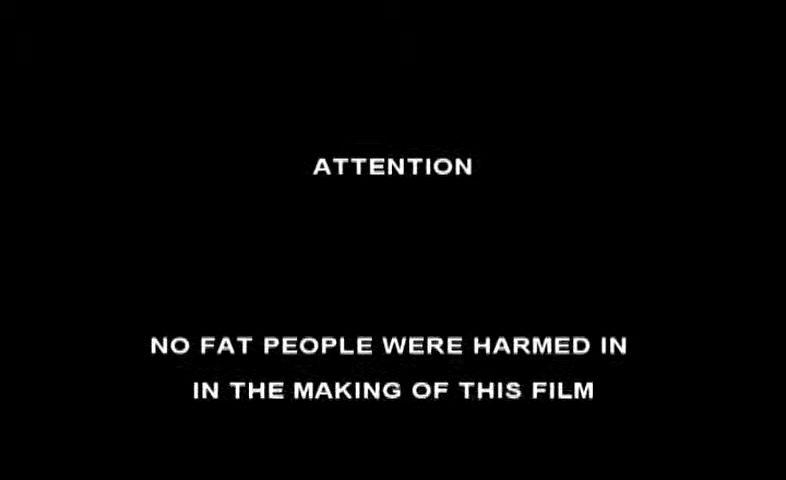 ATTENTION
NO FAT PEOPLE WERE HARMED IN
IN THE MAKING OF THIS FILM